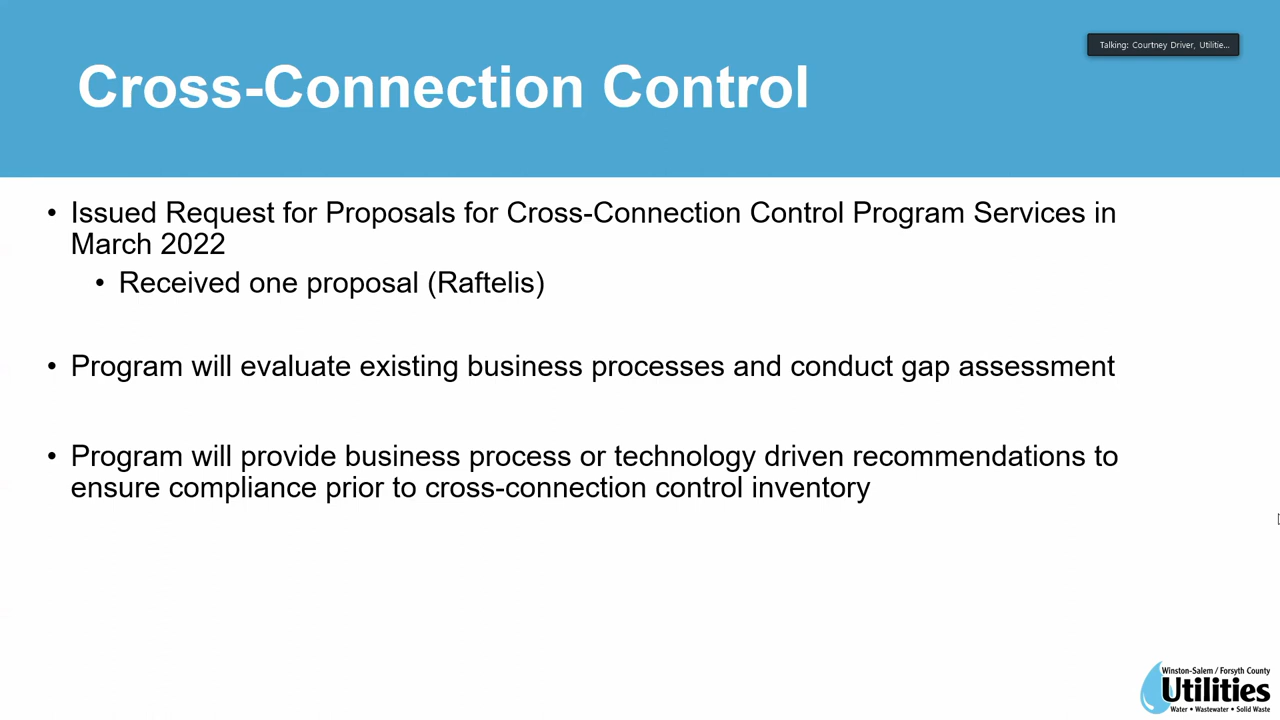 Talking: Courtney Driver, Utilitie...
Cross-Connection Control
• Issued Request for Proposals for Cross-Connection Control Program Services in
March 2022
• Received one proposal (Raftelis)
• Program will evaluate existing business processes and conduct gap assessment
• Program will provide business process or technology driven recommendations to
ensure compliance prior to cross-connection control inventory
Winston-Salem / Forsyth County
Utilities
Water • Wastewater • Solid Waste